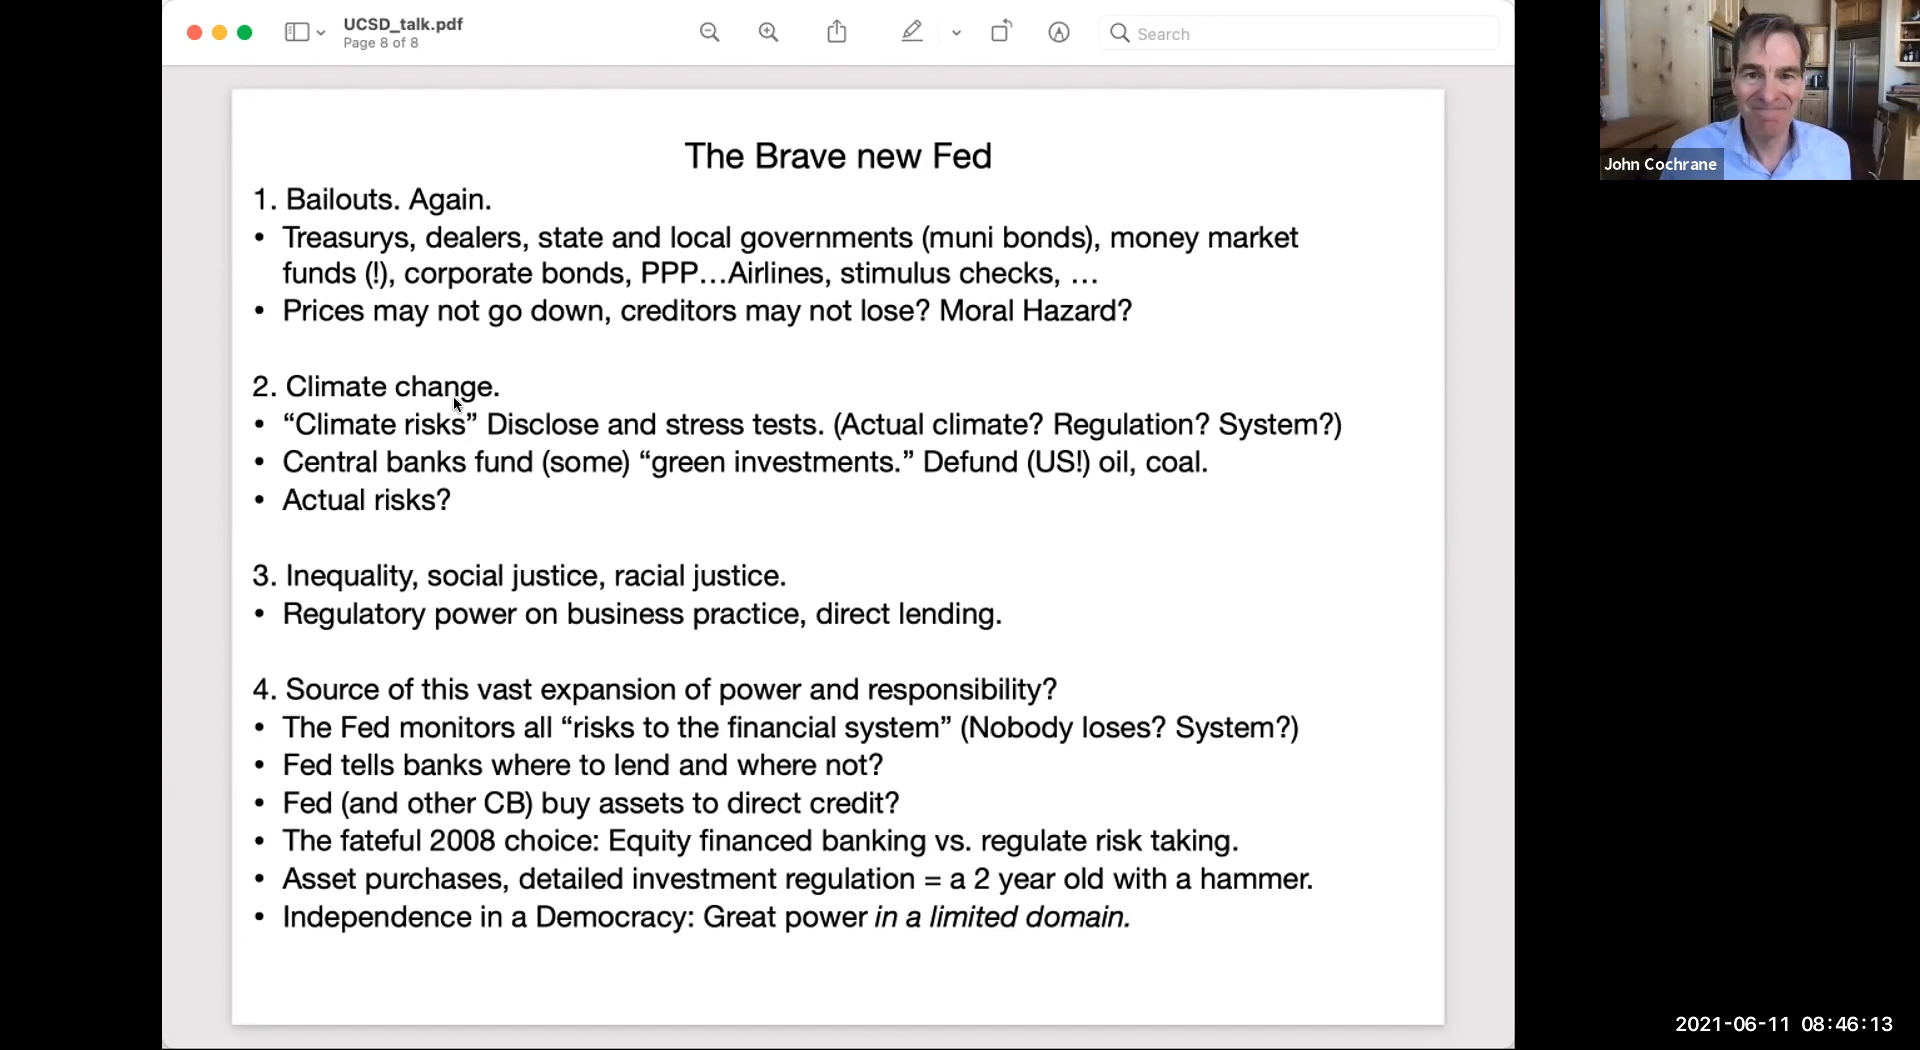 UCSD_talk.pdf
Page 8 of 8
Search
The Brave new Fed
1. Bailouts. Again.
• Treasurys, dealers, state and local governments (muni bonds), money market
funds (!), corporate bonds, PPP…Airlines, stimulus checks, …
• Prices may not go down, creditors may not lose? Moral Hazard?
2. Climate change.
• “Climate risks” Disclose and stress tests. (Actual climate? Regulation? System?)
• Central banks fund (some) “green investments.” Defund (US!) oil, coal.
• Actual risks?
3. Inequality, social justice, racial justice.
• Regulatory power on business practice, direct lending.
4. Source of this vast expansion of power and responsibility?
• The Fed monitors all “risks to the financial system” (Nobody loses? System?)
• Fed tells banks where to lend and where not?
• Fed (and other CB) buy assets to direct credit?
• The fateful 2008 choice: Equity financed banking vs. regulate risk taking.
• Asset purchases, detailed investment regulation = a 2 year old with a hammer.
• Independence in a Democracy: Great power in a limited domain.
John Cochrane
2021-06-11 08:46:13